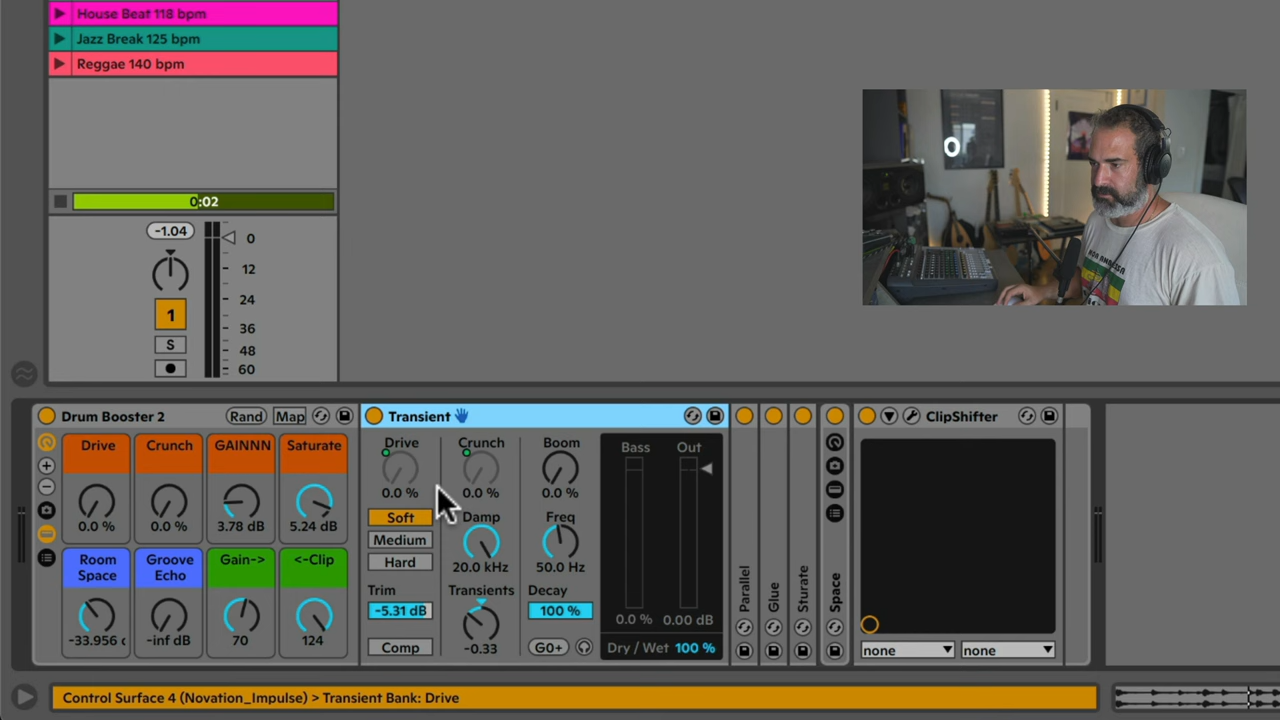 House Beat 118 bpm
Jazz Break 125 bpm
Reggae 140 bpm
0:02
-1.04
0
12
24
1
36
S
48
60
Drum Booster 2
Rand
Map
Drive
Crunch
GAINNN
Saturate
0.0 %
0.0 %
3.78 dB
5.24 dB
Room
Space
Groove
Echo
Gain->
<-Clip
-33.956 c
-inf dB
70
124
Transient
Drive
Crunch
Boom
0.0 %
0.0 %
0.0 %
Soft
Medium
Hard
Damp
20.0 kHz
Freq
50.0 Hz
Trim
-5.31 dB
Transients
-0.33
Decay
100 %
Comp
G0+
Bass
Out
0.0 %
0.00 dB
Dry / Wet 100 %
Parallel
Glue
Sturate
Space
ClipShifter
none
none
Control Surface 4 (Novation_Impulse) > Transient Bank: Drive